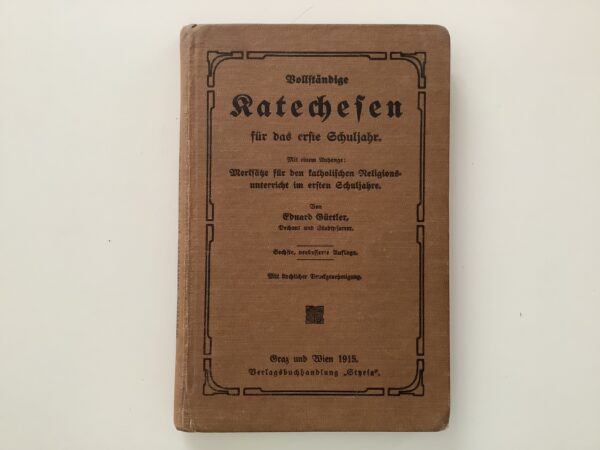 Vollständige
Katechesen
für das erste Schuljahr.
Mit einem Anhange:
Merksätze für den katholischen Religions-
unterricht im ersten Schuljahre.
Von
Eduard Gürtler,
Dechant und Stadtpfarrer.
Sechste, verbesserte Auflage.
Mit kirchlicher Druckgenehmigung.
Graz und Wien 1915.
Verlagsbuchhandlung „Styria“.